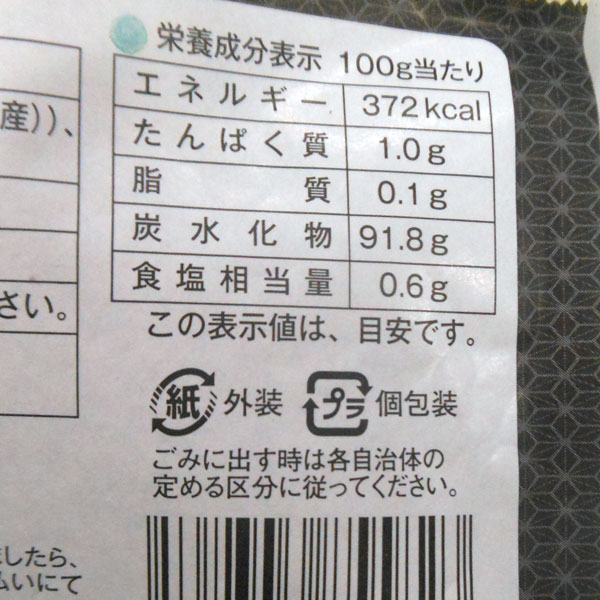 栄養成分表示 100g当たり
エネルギー 372kcal
たんぱく質 1.0g
脂質 0.1g
炭水化物 91.8g
食塩相当量 0.6g
この表示値は、目安です。
紙 外装 プラ 個包装
ごみに出す時は各自治体の
定める区分に従ってください。
産))、
さい。
したら、
払いにて